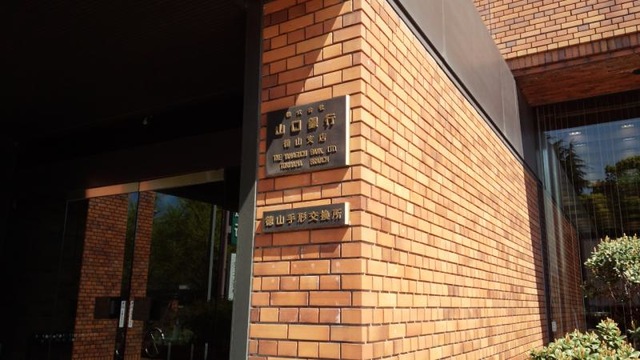 株式会社
山口銀行
徳山支店
THE YAMAGUCHI BANK, LTD.
TOKUYAMA BRANCH
徳山手形交換所